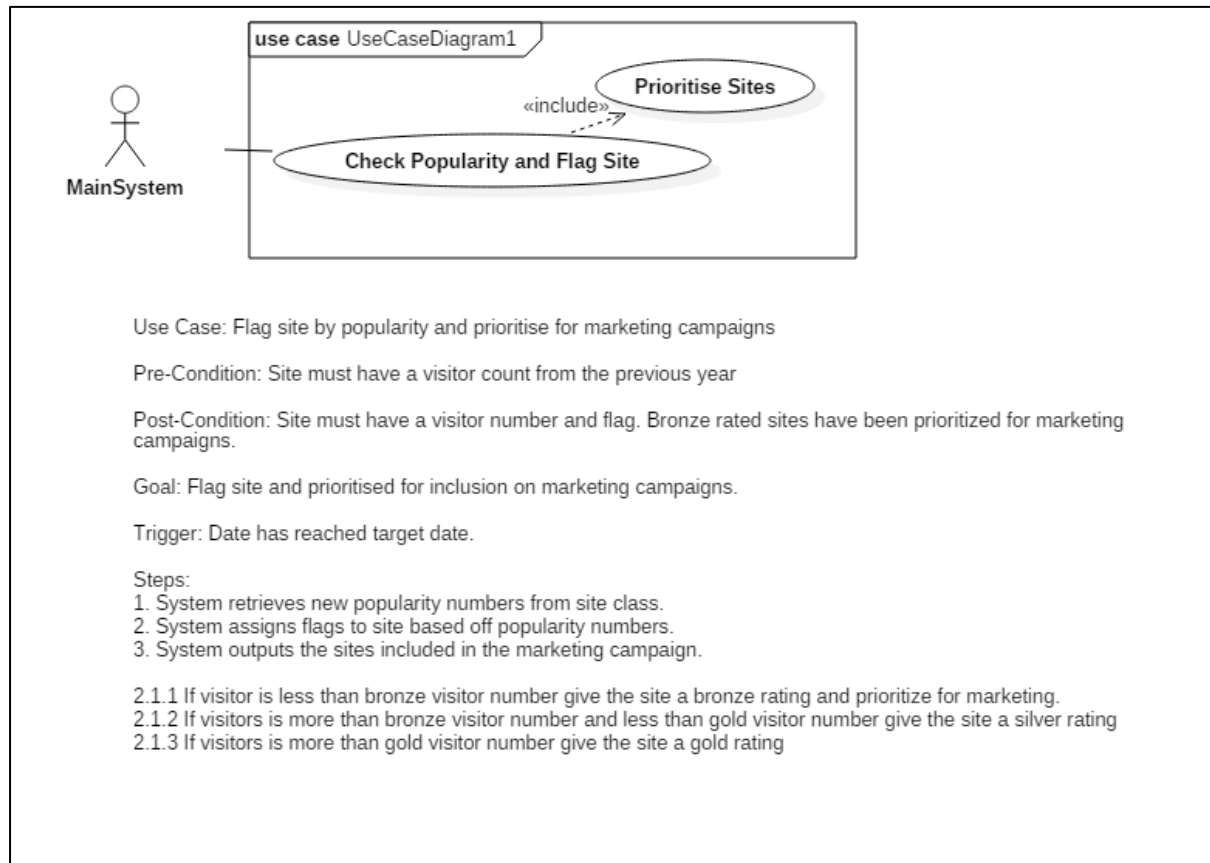 use case UseCaseDiagram1
Prioritise Sites
«include»
Check Popularity and Flag Site
MainSystem
Use Case: Flag site by popularity and prioritise for marketing campaigns
Pre-Condition: Site must have a visitor count from the previous year
Post-Condition: Site must have a visitor number and flag. Bronze rated sites have been prioritized for marketing
campaigns.
Goal: Flag site and prioritised for inclusion on marketing campaigns.
Trigger: Date has reached target date.
Steps:
1. System retrieves new popularity numbers from site class.
2. System assigns flags to site based off popularity numbers.
3. System outputs the sites included in the marketing campaign.
2.1.1 If visitor is less than bronze visitor number give the site a bronze rating and prioritize for marketing.
2.1.2 If visitors is more than bronze visitor number and less than gold visitor number give the site a silver rating
2.1.3 If visitors is more than gold visitor number give the site a gold rating